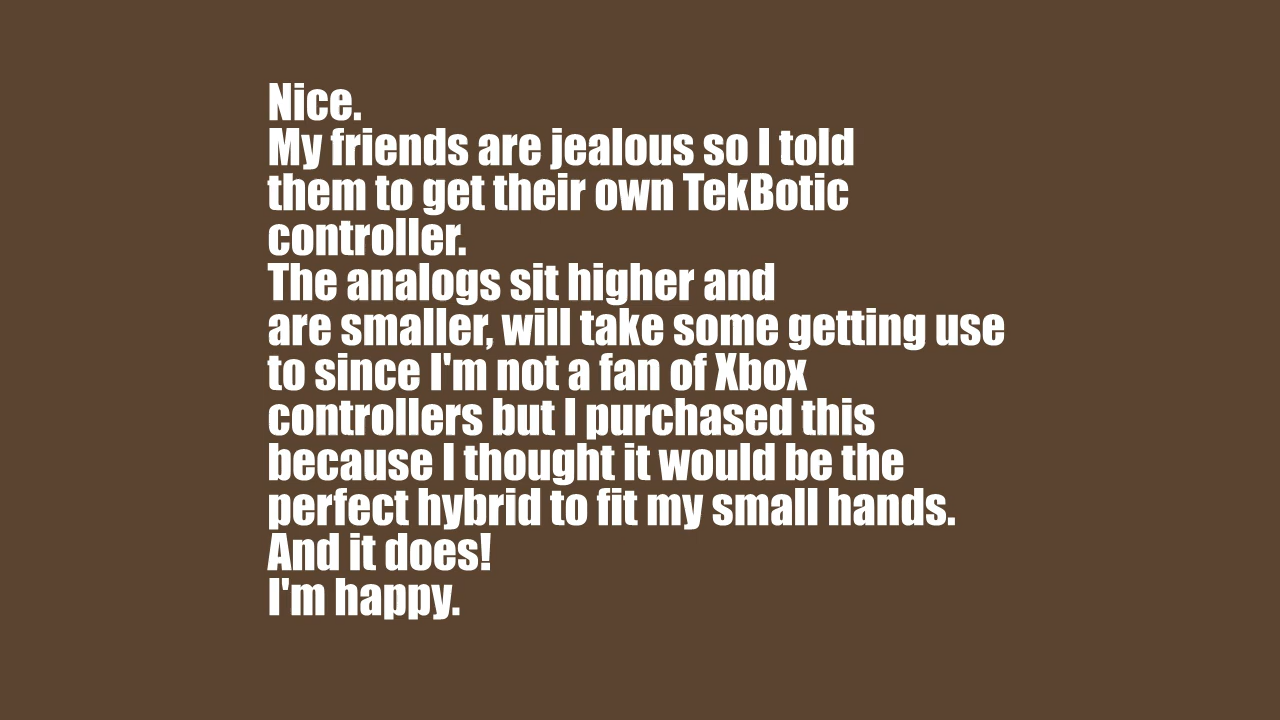 Nice.
My friends are jealous so I told
them to get their own TekBotic
controller.
The analogs sit higher and
are smaller, will take some getting use
to since I'm not a fan of Xbox
controllers but I purchased this
because I thought it would be the
perfect hybrid to fit my small hands.
And it does!
I'm happy.